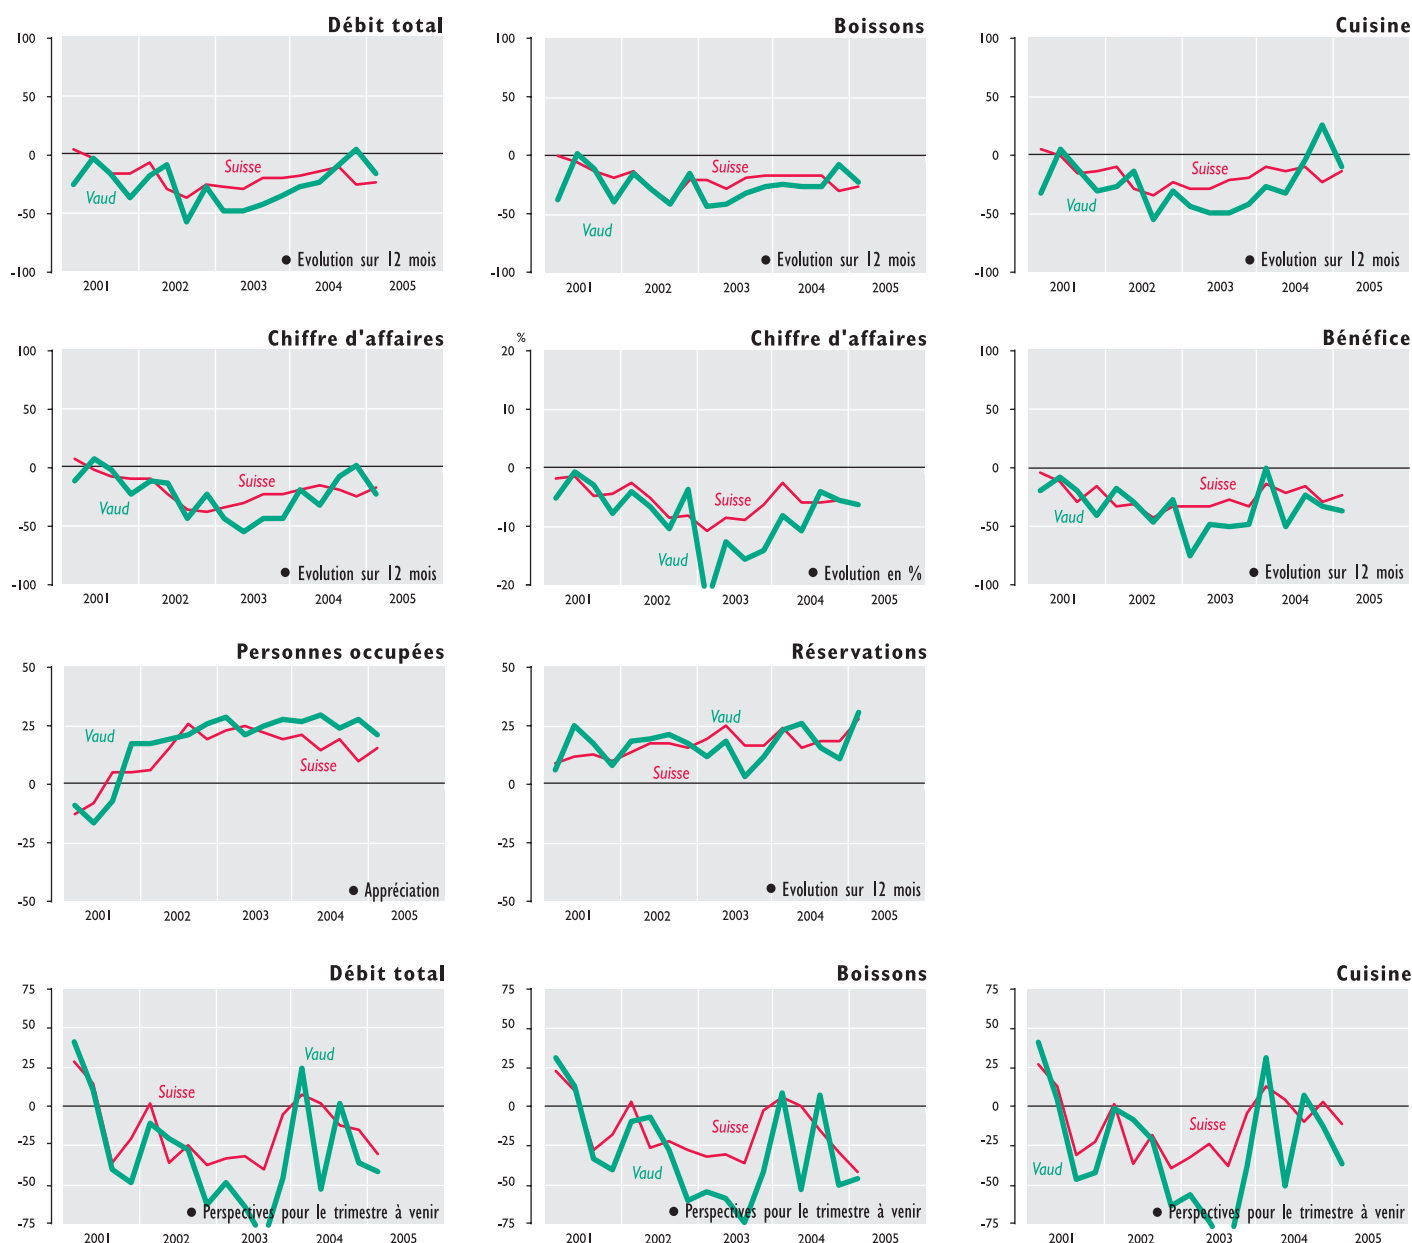 Débit total
100
50
0
-50
-100
Suisse
Vaud
● Evolution sur 12 mois
2001 2002 2003 2004 2005
Boissons
100
50
0
-50
-100
Suisse
Vaud
● Evolution sur 12 mois
2001 2002 2003 2004 2005
Cuisine
100
50
0
-50
-100
Suisse
Vaud
● Evolution sur 12 mois
2001 2002 2003 2004 2005
Chiffre d'affaires
100
50
0
-50
-100
Suisse
Vaud
● Evolution sur 12 mois
2001 2002 2003 2004 2005
Chiffre d'affaires
%
20
10
0
-10
-20
Suisse
Vaud
● Evolution en %
2001 2002 2003 2004 2005
Bénéfice
100
50
0
-50
-100
Suisse
Vaud
● Evolution sur 12 mois
2001 2002 2003 2004 2005
Personnes occupées
50
25
0
-25
-50
Vaud
Suisse
● Appréciation
2001 2002 2003 2004 2005
Réservations
50
25
0
-25
-50
Vaud
Suisse
● Evolution sur 12 mois
2001 2002 2003 2004 2005
Débit total
75
50
25
0
-25
-50
-75
Vaud
Suisse
● Perspectives pour le trimestre à venir
2001 2002 2003 2004 2005
Boissons
75
50
25
0
-25
-50
-75
Suisse
Vaud
● Perspectives pour le trimestre à venir
2001 2002 2003 2004 2005
Cuisine
75
50
25
0
-25
-50
-75
Suisse
Vaud
● Perspectives pour le trimestre à venir
2001 2002 2003 2004 2005